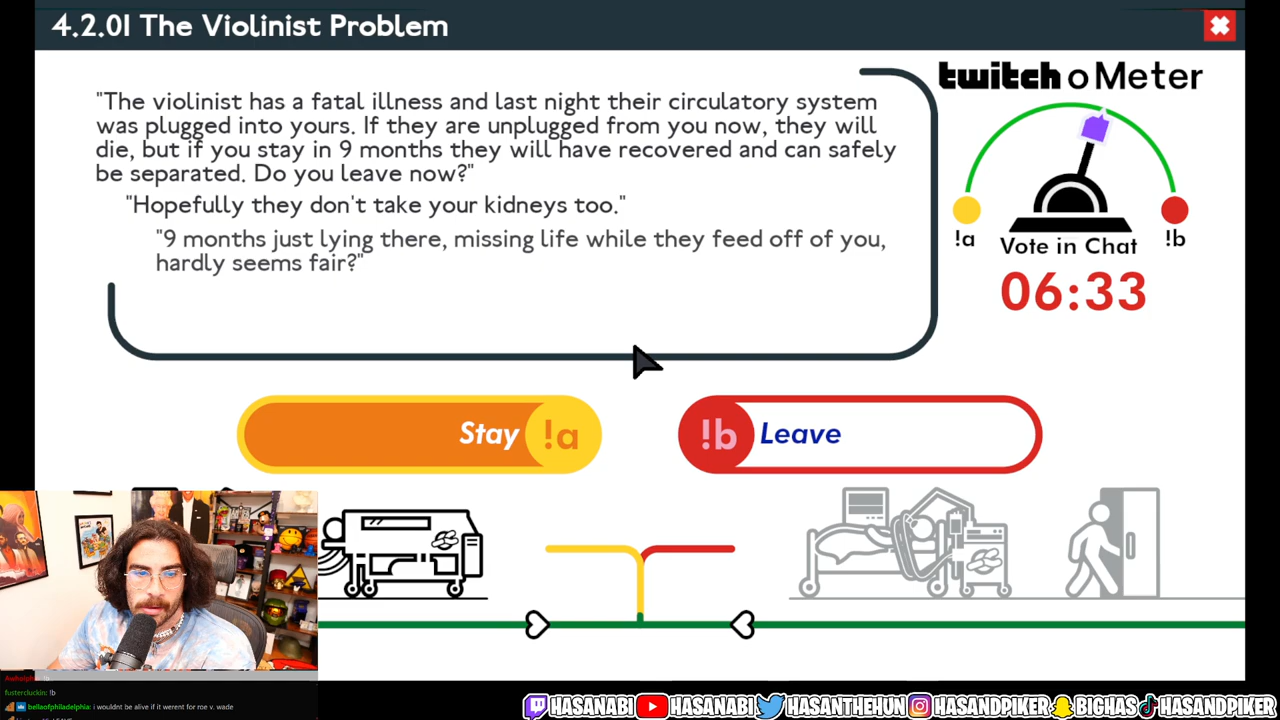 4.2.01 The Violinist Problem
"The violinist has a fatal illness and last night their circulatory system
was plugged into yours. If they are unplugged from you now, they will
die, but if you stay in 9 months they will have recovered and can safely
be separated. Do you leave now?"
"Hopefully they don't take your kidneys too."
"9 months just lying there, missing life while they feed off of you,
hardly seems fair?"
twitch o Meter
!a
Vote in Chat
!b
06:33
Stay !a
!b Leave
fustercluckin: !b
bellaofphiladelphia: i wouldnt be alive if it werent for roe v. wade
HASANABI HASANABI HASANTHEHUN HASANDPIKER BIGHAS HASANDPIKER